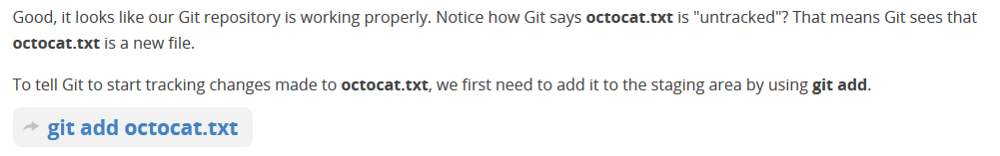 Good, it looks like our Git repository is working properly. Notice how Git says octocat.txt is "untracked"? That means Git sees that
octocat.txt is a new file.
To tell Git to start tracking changes made to octocat.txt, we first need to add it to the staging area by using git add.
git add octocat.txt